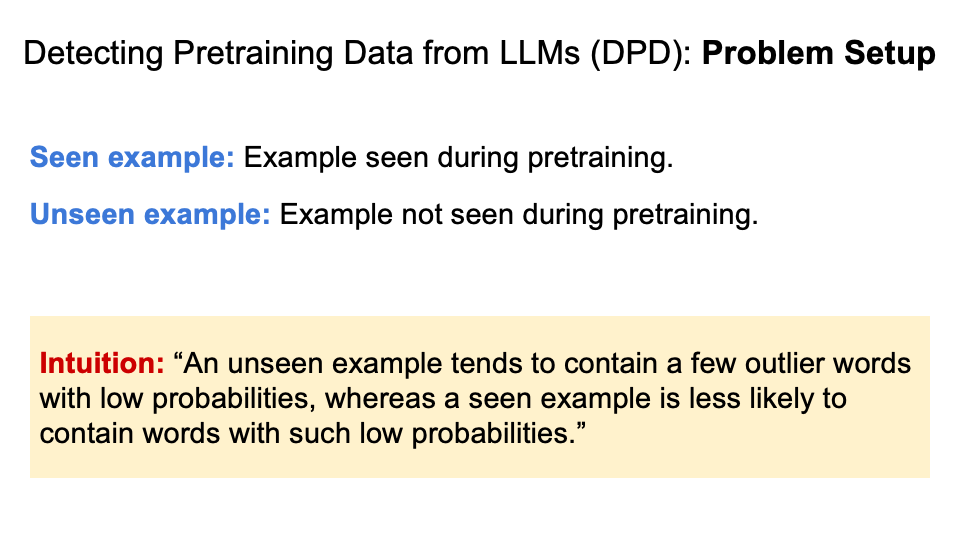 Detecting Pretraining Data from LLMs (DPD): Problem Setup
Seen example: Example seen during pretraining.
Unseen example: Example not seen during pretraining.
Intuition: “An unseen example tends to contain a few outlier words
with low probabilities, whereas a seen example is less likely to
contain words with such low probabilities.”